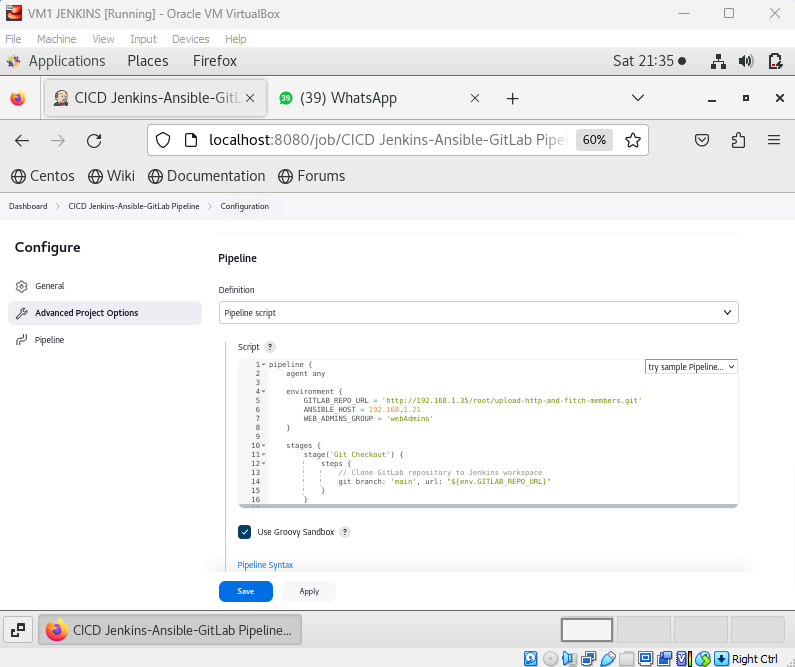 VM1 JENKINS [Running] - Oracle VM VirtualBox
File Machine View Input Devices Help
Applications Places Firefox Sat 21:35
CICD Jenkins-Ansible-GitL (39) WhatsApp
localhost:8080/job/CICD Jenkins-Ansible-GitLab Pipel 60%
Centos Wiki Documentation Forums
Dashboard CICD Jenkins-Ansible-GitLab Pipeline Configuration
Configure
General
Advanced Project Options
Pipeline
Pipeline
Definition
Pipeline script
Script ?
try sample Pipeline...
1 pipeline {
2 agent any
3
4 environment {
5 GITLAB_REPO_URL = 'http://192.168.1.35/root/upload-http-and-fitch-members.git'
6 ANSIBLE_HOST = 192.168.1.21
7 WEB_ADMINS_GROUP = 'webAdmins'
8 }
9
10 stages {
11 stage('Git Checkout') {
12 steps {
13 // Clone GitLab repository to Jenkins workspace
14 git branch: 'main', url: "${env.GITLAB_REPO_URL}"
15 }
16 }
Use Groovy Sandbox ?
Pipeline Syntax
Save Apply
CICD Jenkins-Ansible-GitLab Pipeline...
Right Ctrl